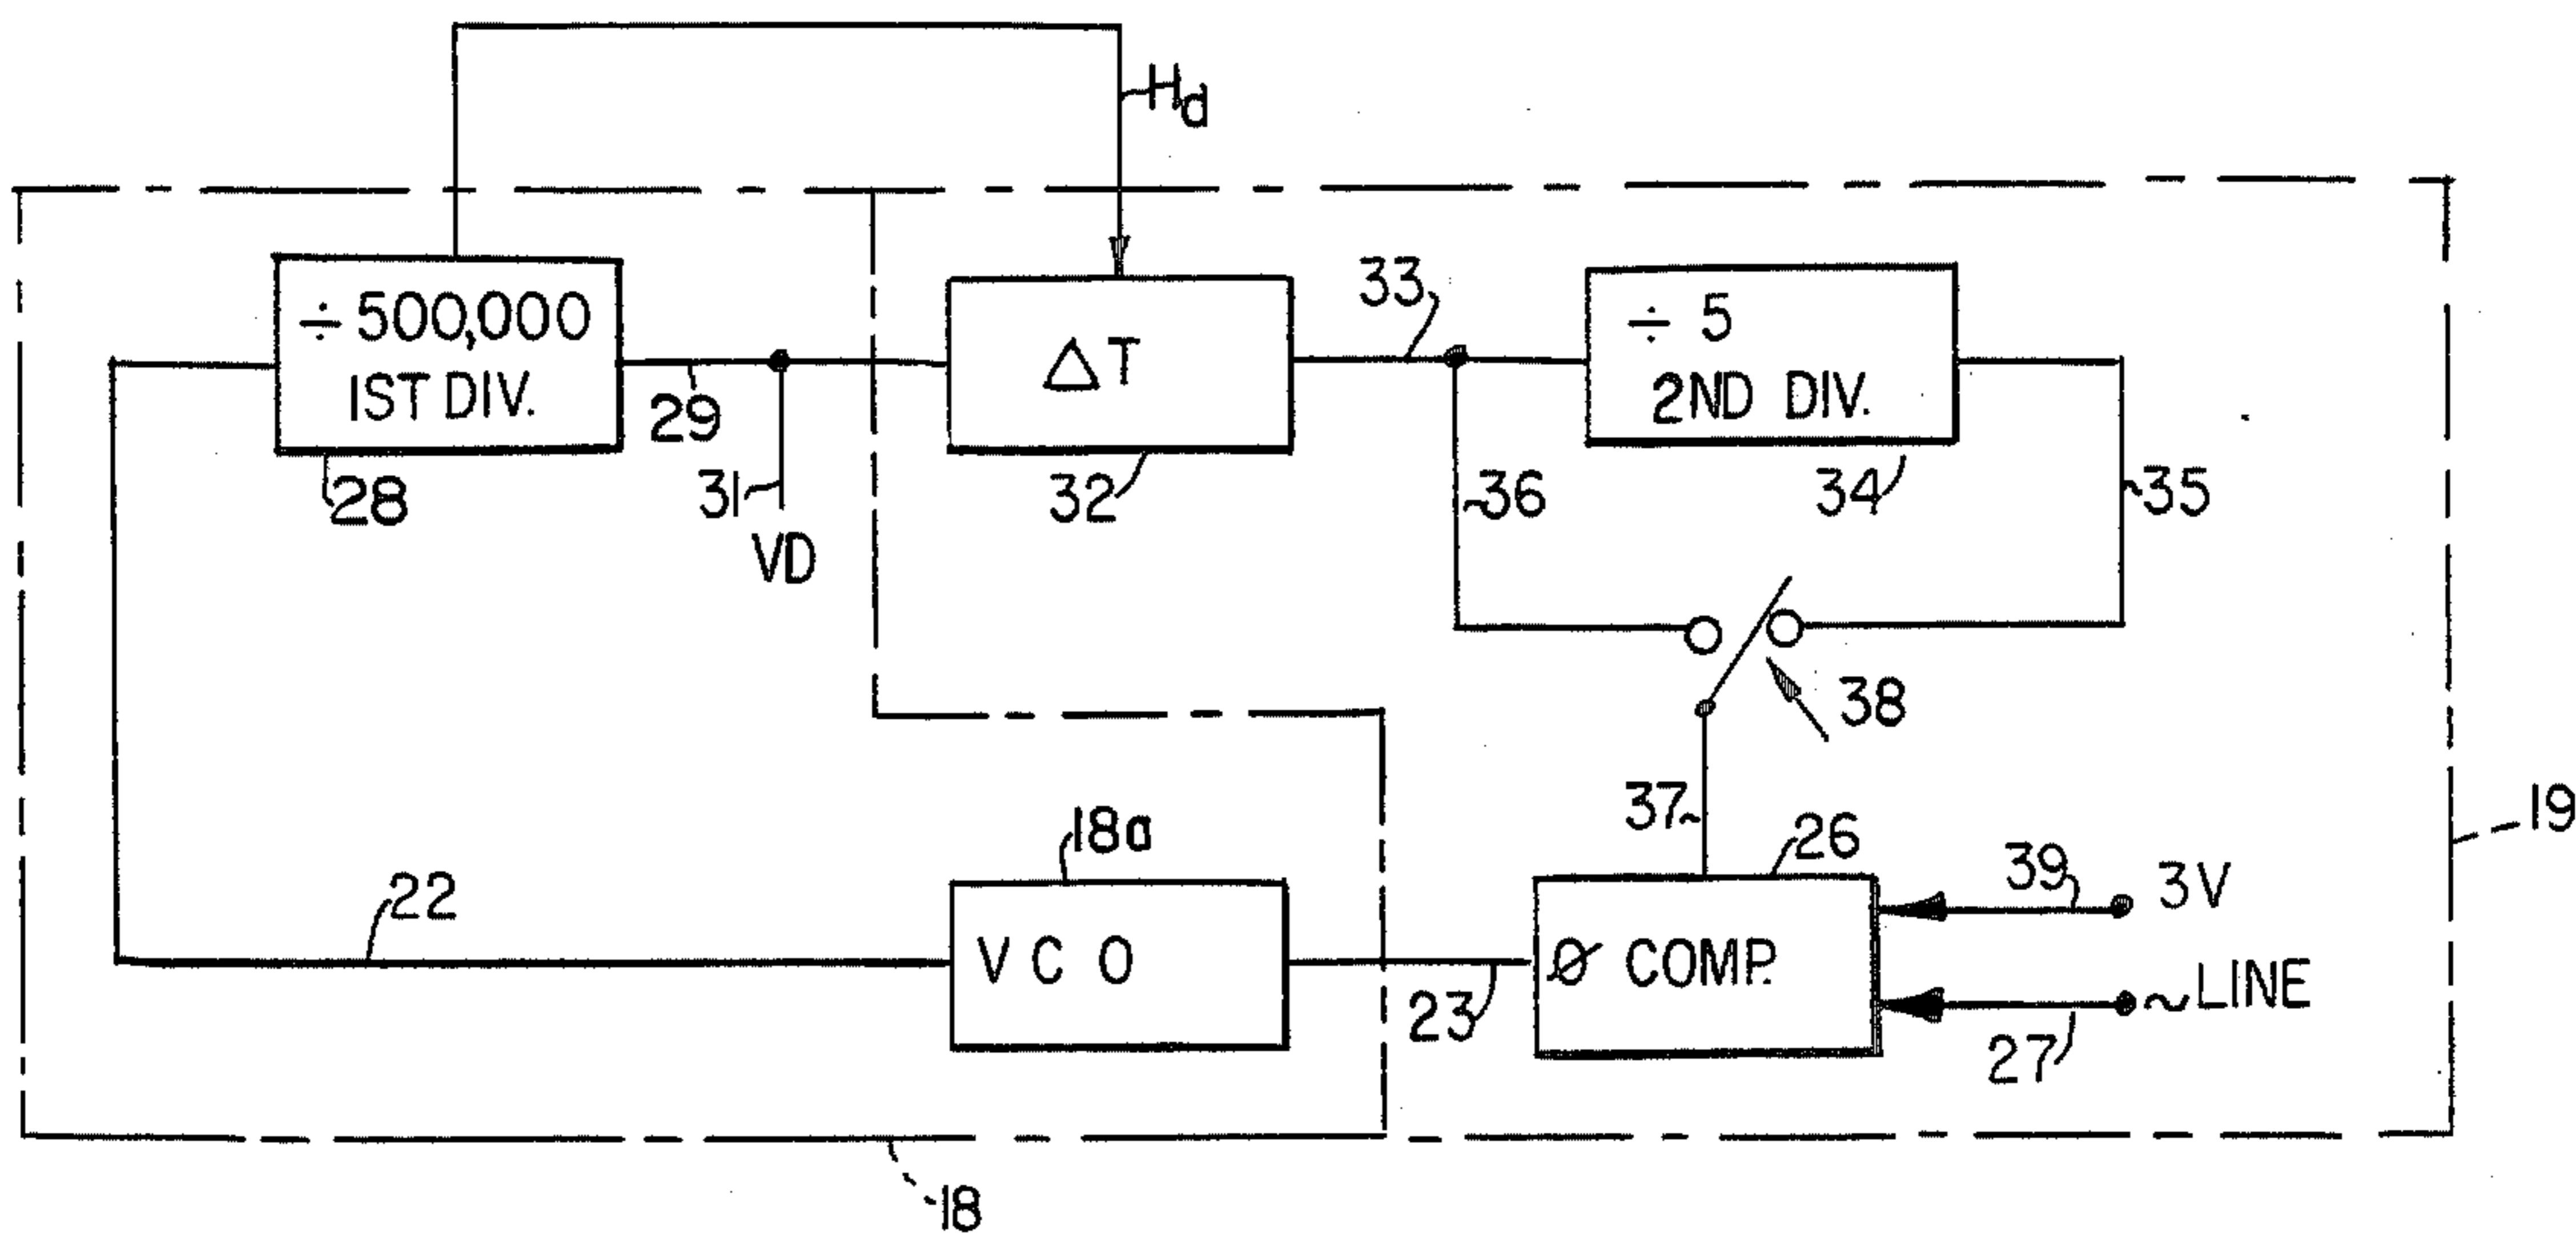 Hd
÷ 500,000
1ST DIV.
28
29
31
VD
ΔT
32
33
÷ 5
2ND DIV.
34
35
36
38
37
18a
VCO
22
23
26
Ø COMP.
39
3V
~LINE
27
19
18